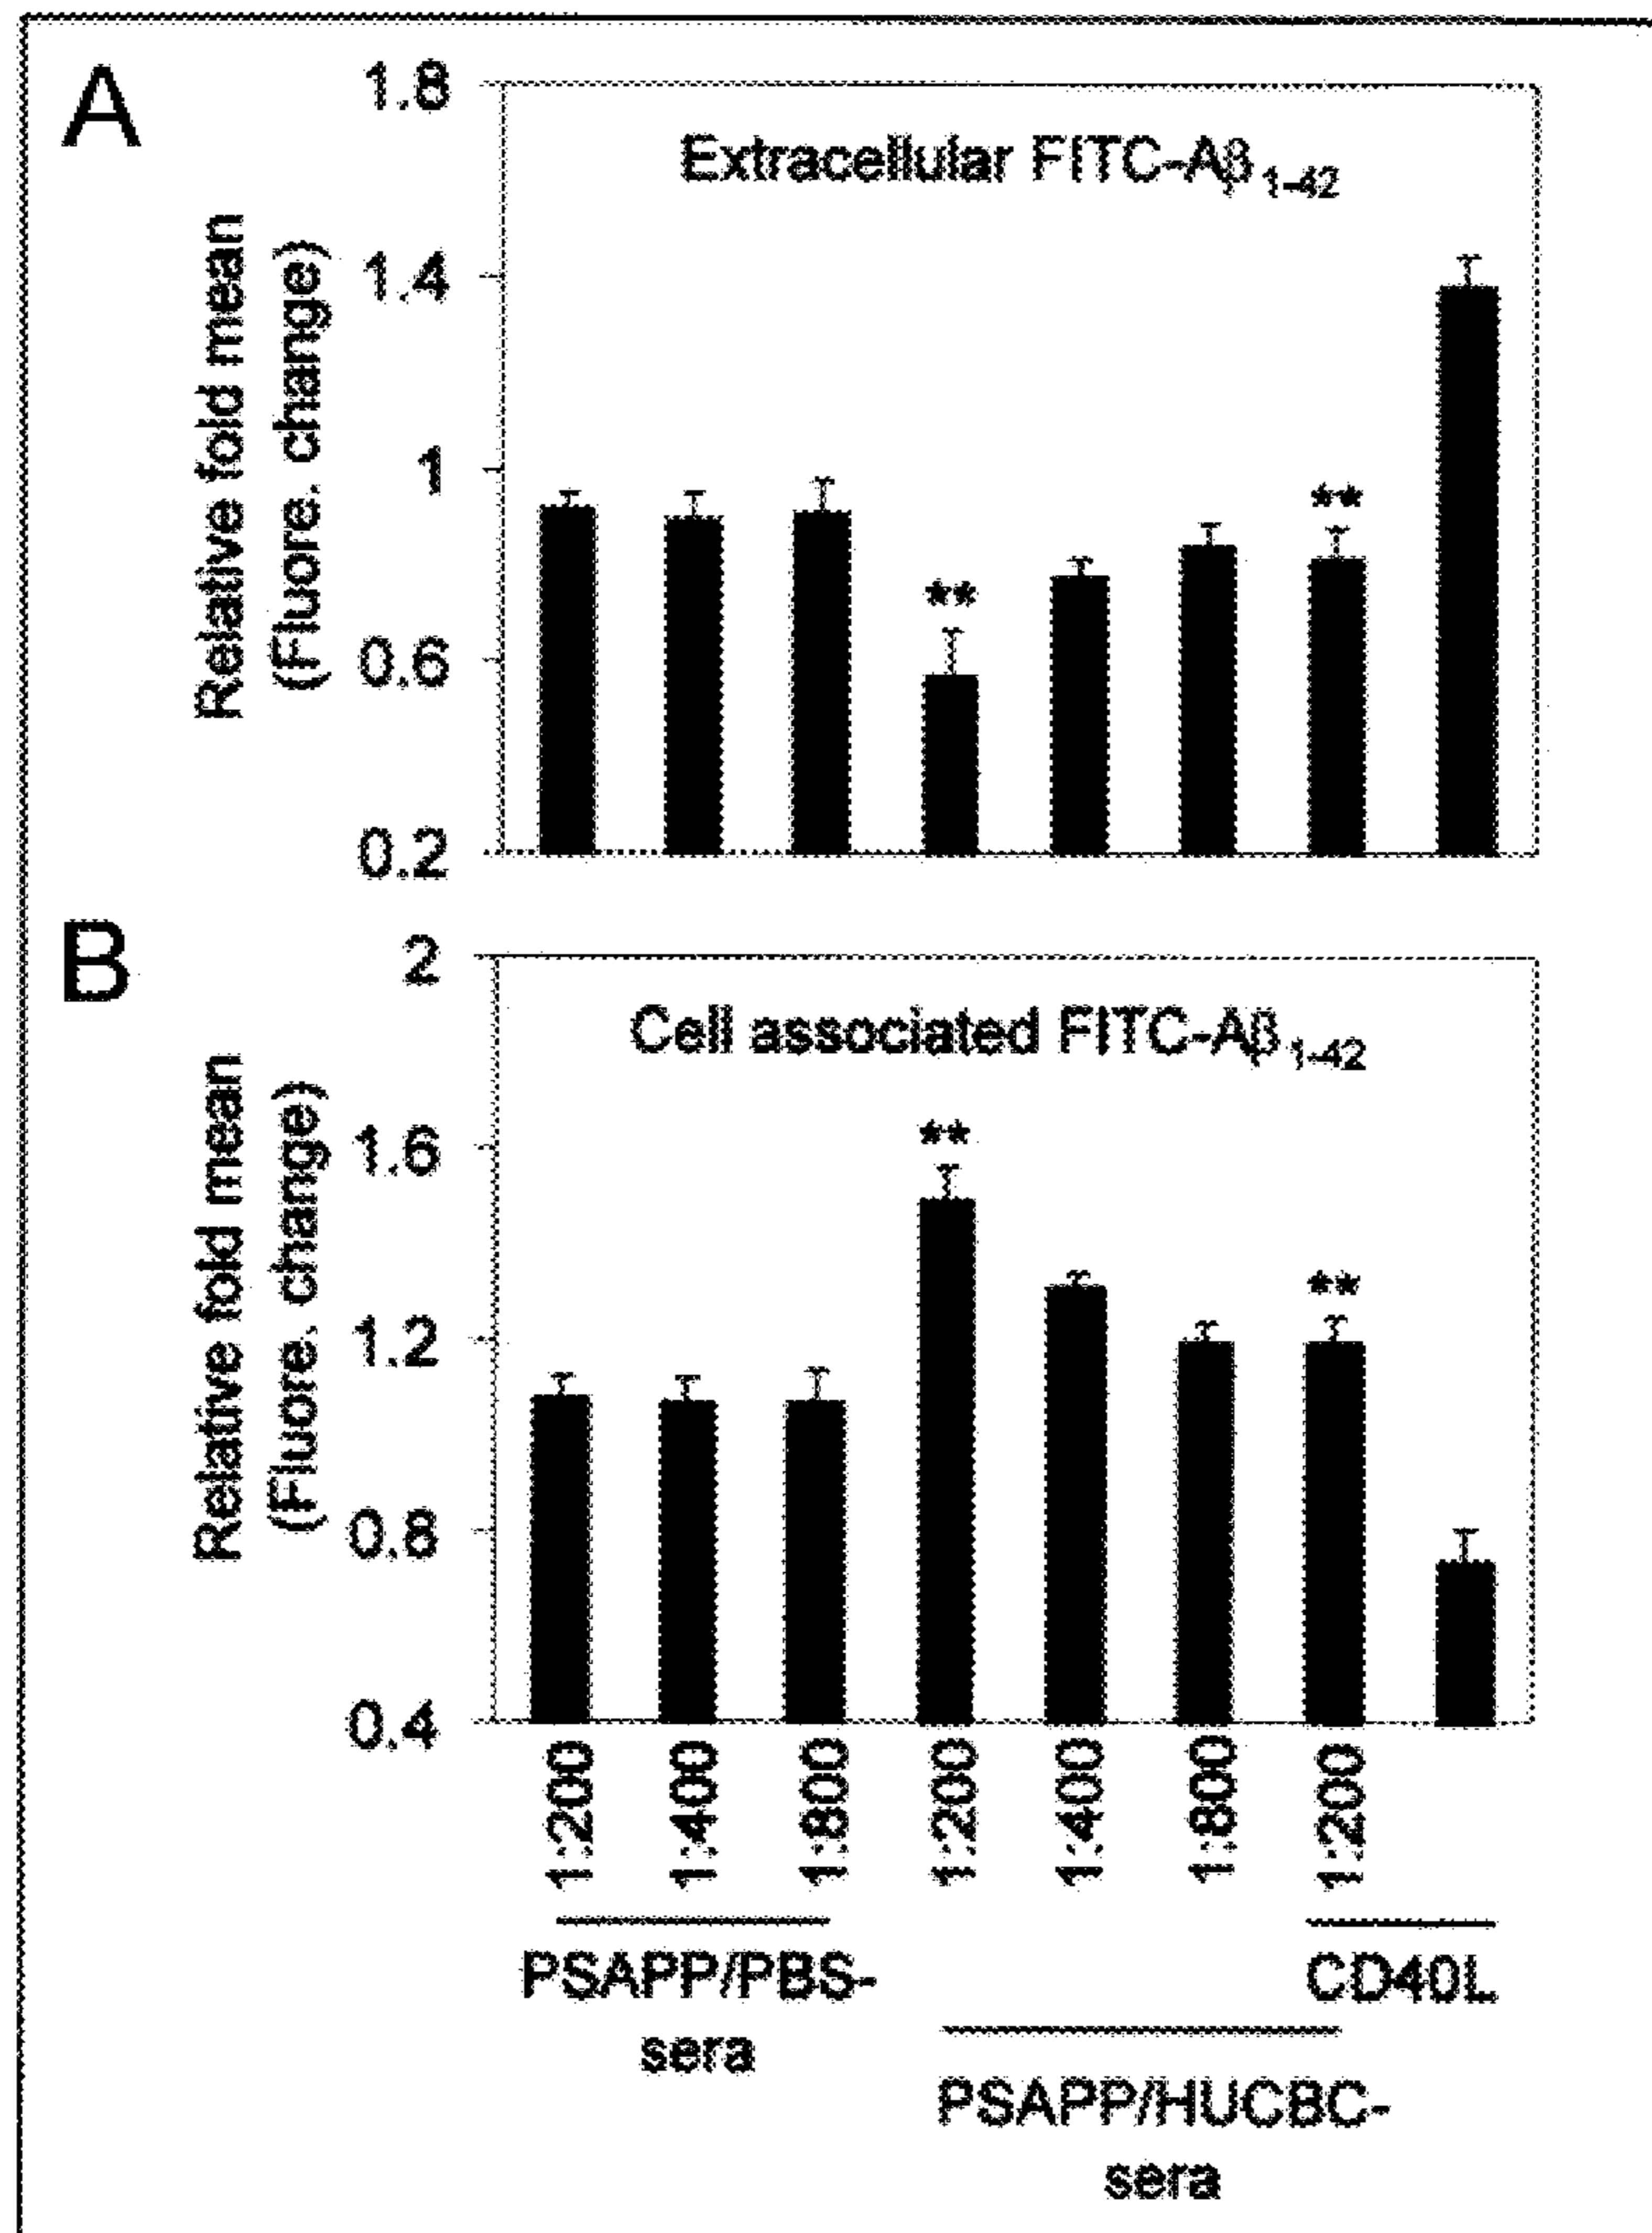 A
1.8
Extracellular FITC-Aβ1-42
1.4
1
**
**
0.6
0.2
Relative fold mean
(Fluore. change)
B
2
Cell associated FITC-Aβ1-42
**
1.6
**
1.2
0.8
0.4
Relative fold mean
(Fluore. change)
1:200 1:400 1:800 1:200 1:400 1:800 1:200
PSAPP/PBS-
sera
CD40L
PSAPP/HUCBC-
sera